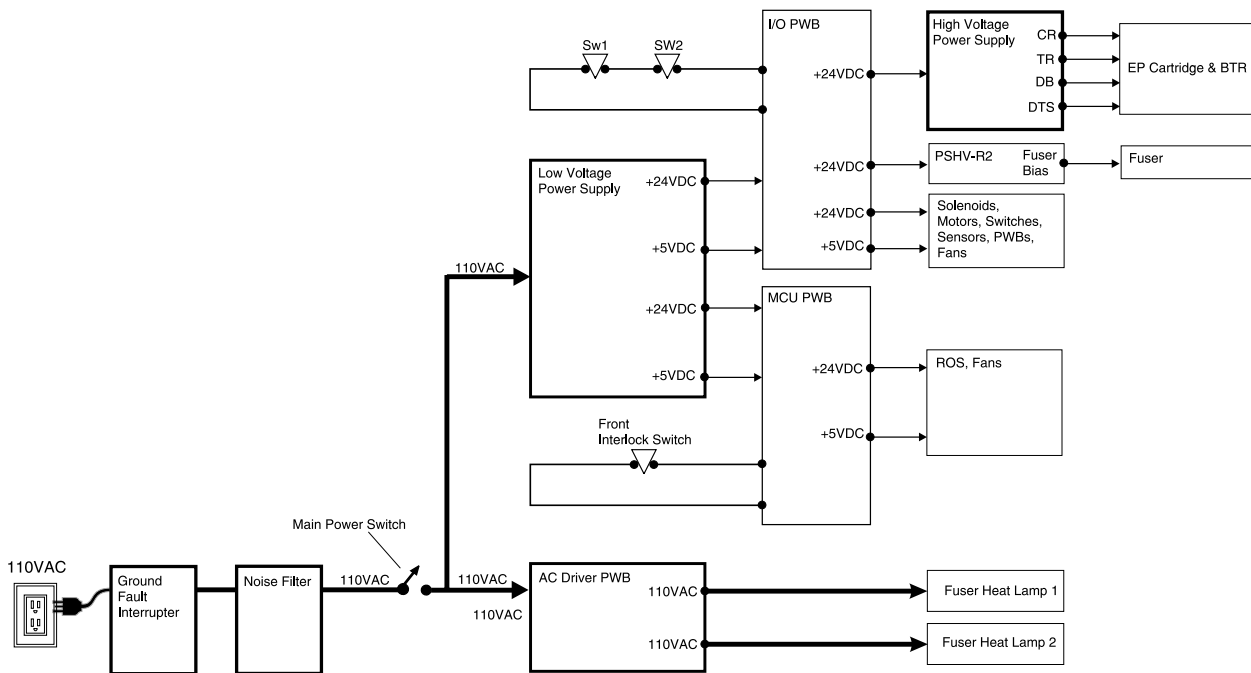 I/O PWB
High Voltage
Power Supply
CR
TR
DB
DTS
EP Cartridge & BTR
Sw1
SW2
+24VDC
+24VDC
PSHV-R2
Fuser
Bias
Fuser
Low Voltage
Power Supply
+24VDC
+5VDC
+24VDC
+5VDC
+24VDC
+5VDC
Solenoids,
Motors, Switches,
Sensors, PWBs,
Fans
110VAC
MCU PWB
+24VDC
+5VDC
ROS, Fans
Front
Interlock Switch
Main Power Switch
110VAC
Ground
Fault
Interrupter
Noise Filter
110VAC
110VAC
110VAC
AC Driver PWB
110VAC
110VAC
Fuser Heat Lamp 1
Fuser Heat Lamp 2